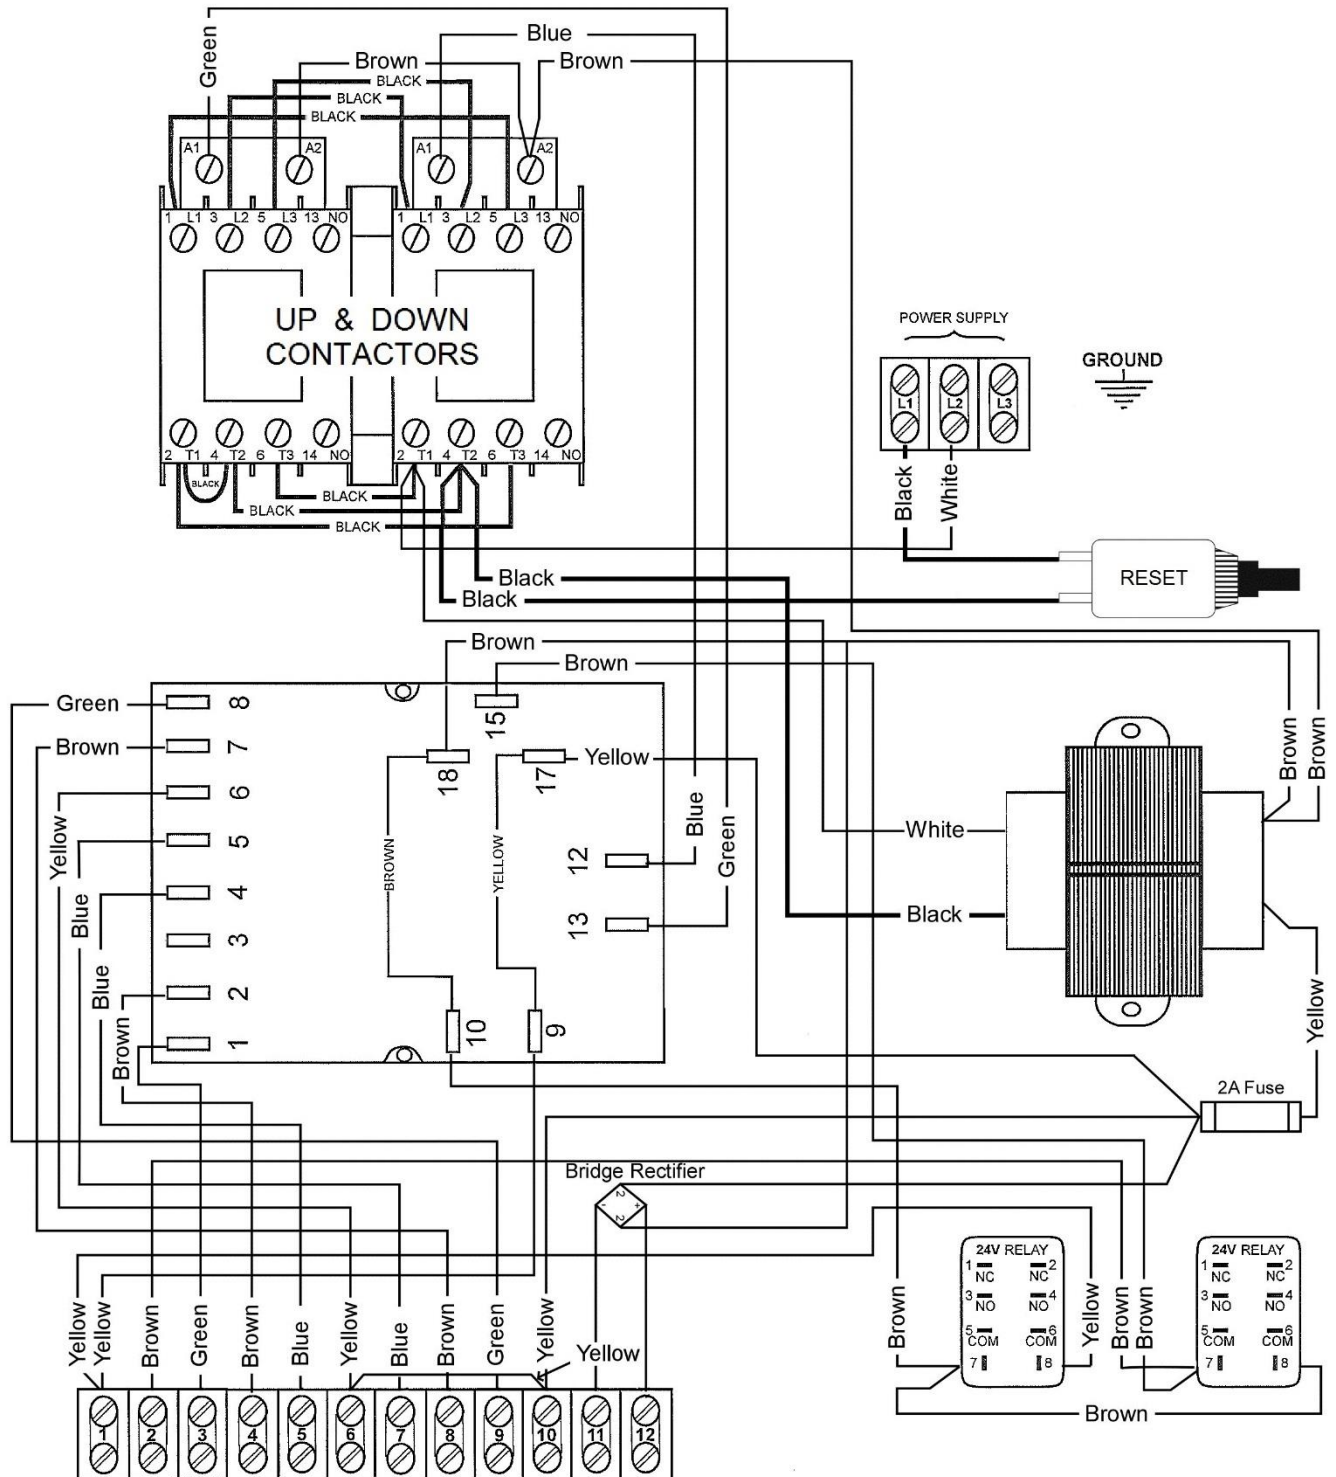 Green
Blue
Brown
Brown
BLACK
BLACK
BLACK
A1 A2 A1 A2
1 L1 3 L2 5 L3 13 NO 1 L1 3 L2 5 L3 13 NO
UP & DOWN
CONTACTORS
2 T1 4 T2 6 T3 14 NO 2 T1 4 T2 6 T3 14 NO
BLACK
BLACK
BLACK
BLACK
POWER SUPPLY
L1 L2 L3
GROUND
Black
White
RESET
Black
Black
Brown
Brown
Green
Brown
Yellow
Blue
Blue
Brown
8
7
6
5
4
3
2
1
15
18
17
Yellow
BROWN
YELLOW
12
13
10
9
Blue
Green
White
Black
Brown
Brown
Yellow
2A Fuse
Bridge Rectifier
2
- +
2
Yellow
Yellow
Brown
Green
Brown
Blue
Yellow
Blue
Brown
Green
Yellow
Yellow
Brown
24V RELAY
1 NC 2 NC
3 NO 4 NO
5 COM 6 COM
7 8
Yellow
Brown
Brown
24V RELAY
1 NC 2 NC
3 NO 4 NO
5 COM 6 COM
7 8
Brown
1 2 3 4 5 6 7 8 9 10 11 12